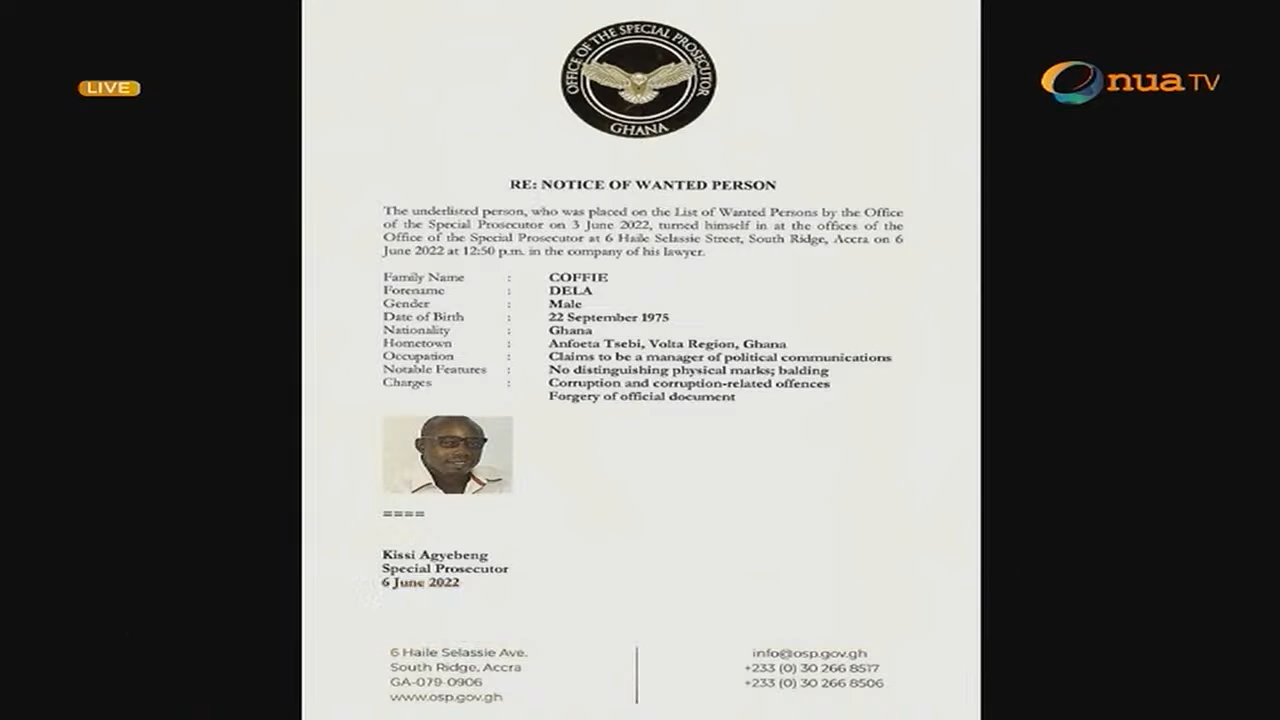 LIVE
nua TV
OFFICE OF THE SPECIAL PROSECUTOR
GHANA
RE: NOTICE OF WANTED PERSON
The underlisted person, who was placed on the List of Wanted Persons by the Office
of the Special Prosecutor on 3 June 2022, turned himself in at the offices of the
Office of the Special Prosecutor at 6 Haile Selassie Street, South Ridge, Accra on 6
June 2022 at 12:50 p.m. in the company of his lawyer.
Family Name : COFFIE
Forename : DELA
Gender : Male
Date of Birth : 22 September 1975
Nationality : Ghana
Hometown : Anfoeta Tsebi, Volta Region, Ghana
Occupation : Claims to be a manager of political communications
Notable Features : No distinguishing physical marks; balding
Charges : Corruption and corruption-related offences
Forgery of official document
====
Kissi Agyebeng
Special Prosecutor
6 June 2022
6 Haile Selassie Ave.
South Ridge, Accra
GA-079-0906
www.osp.gov.gh
info@osp.gov.gh
+233 (0) 30 266 8517
+233 (0) 30 266 8506